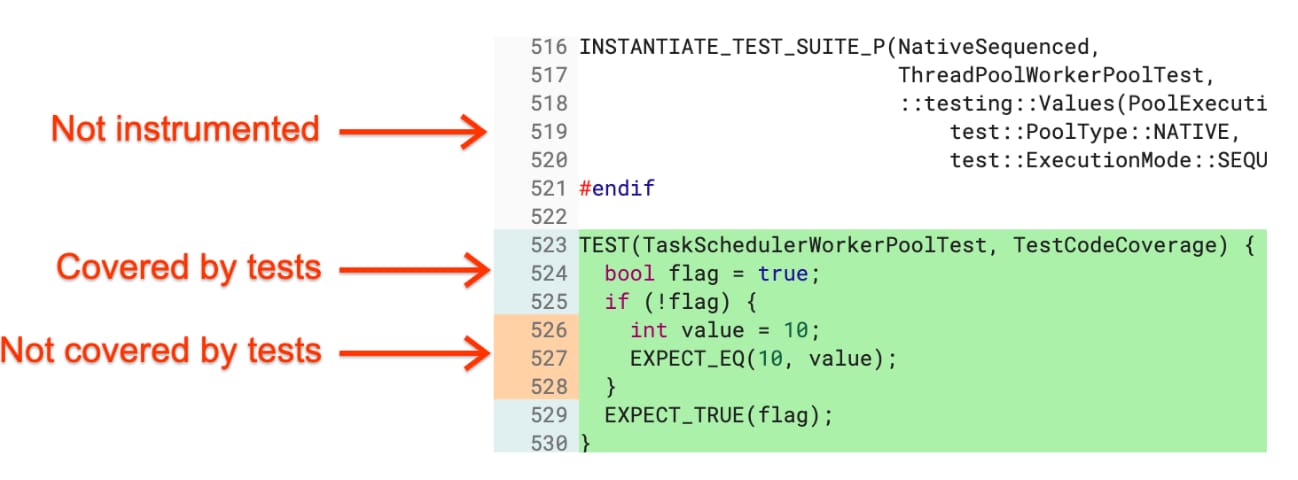 516 INSTANTIATE_TEST_SUITE_P(NativeSequenced,
517 ThreadPoolWorkerPoolTest,
518 ::testing::Values(PoolExecuti
Not instrumented
519 test::PoolType::NATIVE,
520 test::ExecutionMode::SEQU
521 #endif
522
523 TEST(TaskSchedulerWorkerPoolTest, TestCodeCoverage) {
Covered by tests
524 bool flag = true;
525 if (!flag) {
526 int value = 10;
Not covered by tests
527 EXPECT_EQ(10, value);
528 }
529 EXPECT_TRUE(flag);
530 }